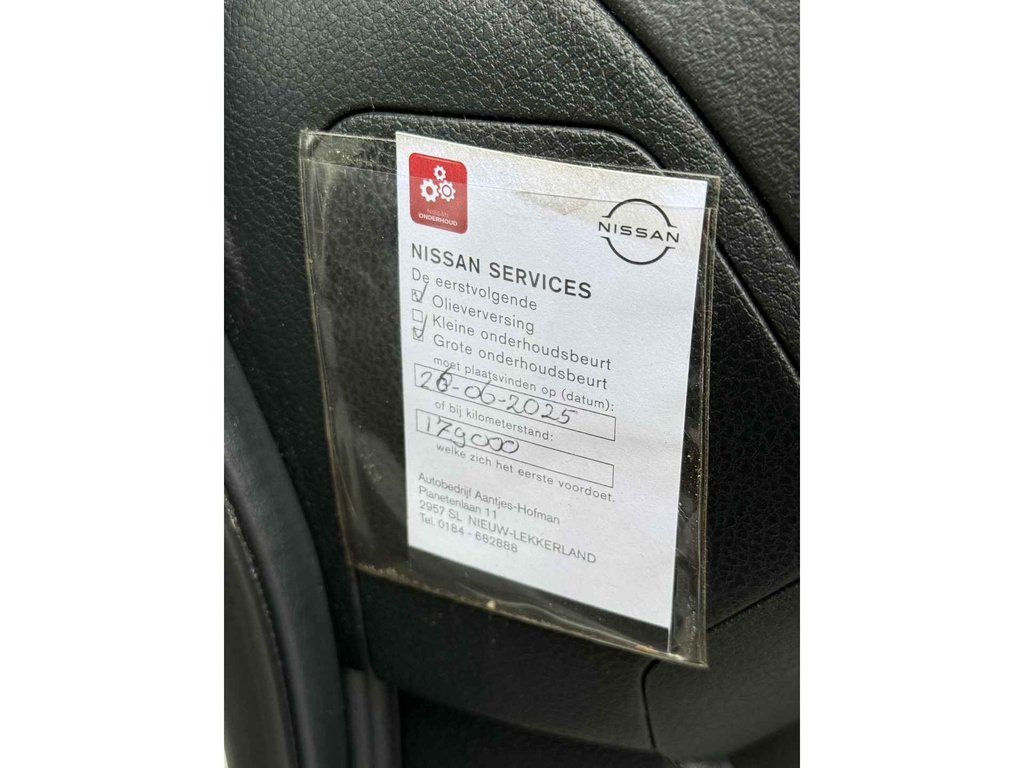 NISSAN
ONDERHOUD
NISSAN
NISSAN SERVICES
De eerstvolgende
Olieverversing
Kleine onderhoudsbeurt
Grote onderhoudsbeurt
moet plaatsvinden op (datum):
26-06-2025
of bij kilometerstand:
179000
welke zich het eerste voordoet.
Autobedrijf Aantjes-Hofman
Planetenlaan 11
2957 SL NIEUW-LEKKERLAND
Tel. 0184 - 682888